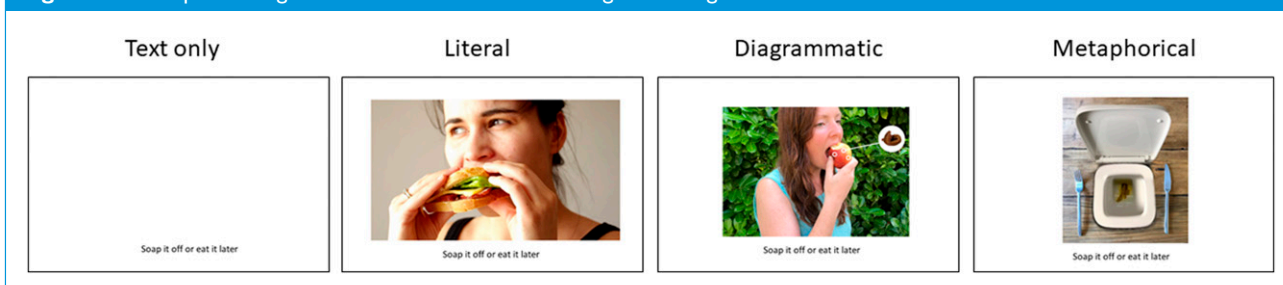 Text only
Literal
Diagrammatic
Metaphorical
Soap it off or eat it later
Soap it off or eat it later
Soap it off or eat it later
Soap it off or eat it later